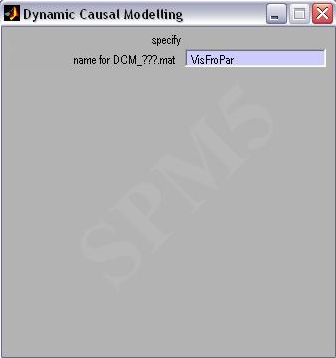 Dynamic Causal Modelling
specify
name for DCM_???.mat VisFroPar
SPM5